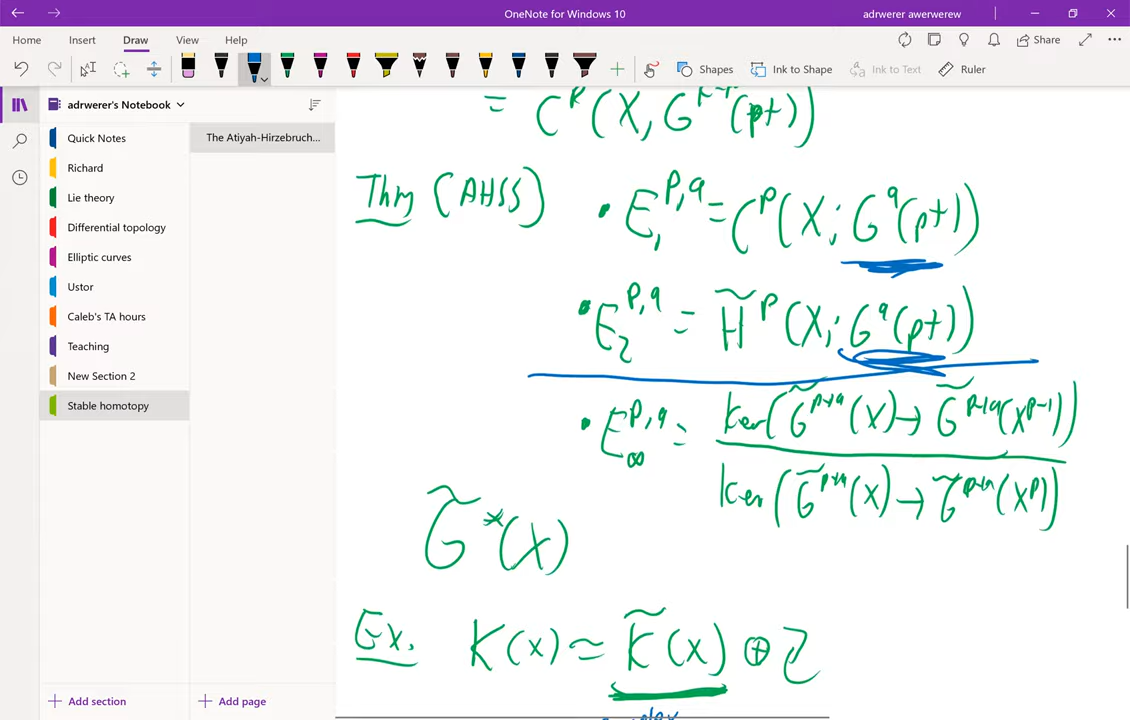 OneNote for Windows 10
adrwerer awerwerew
Home Insert Draw View Help
Share
Shapes
Ink to Shape
Ink to Text
Ruler
adrwerer's Notebook
Quick Notes
Richard
Lie theory
Differential topology
Elliptic curves
Ustor
Caleb's TA hours
Teaching
New Section 2
Stable homotopy
Add section
The Atiyah-Hirzebruch...
Add page
Thm (AHSS) • E₁^{p,q} = C^p(X; G^q(pt))
• E₂^{p,q} = H̃^p(X; G^q(pt))
• E_∞^{p,q} = ker(G̃^{p+q}(X) → G̃^{p+q}(X^{p-1}))
ker(G̃^{p+q}(X) → G̃^{p+q}(X^p))
G̃^*(X)
Ex. K(X) ≃ K̃(X) ⊕ ℤ